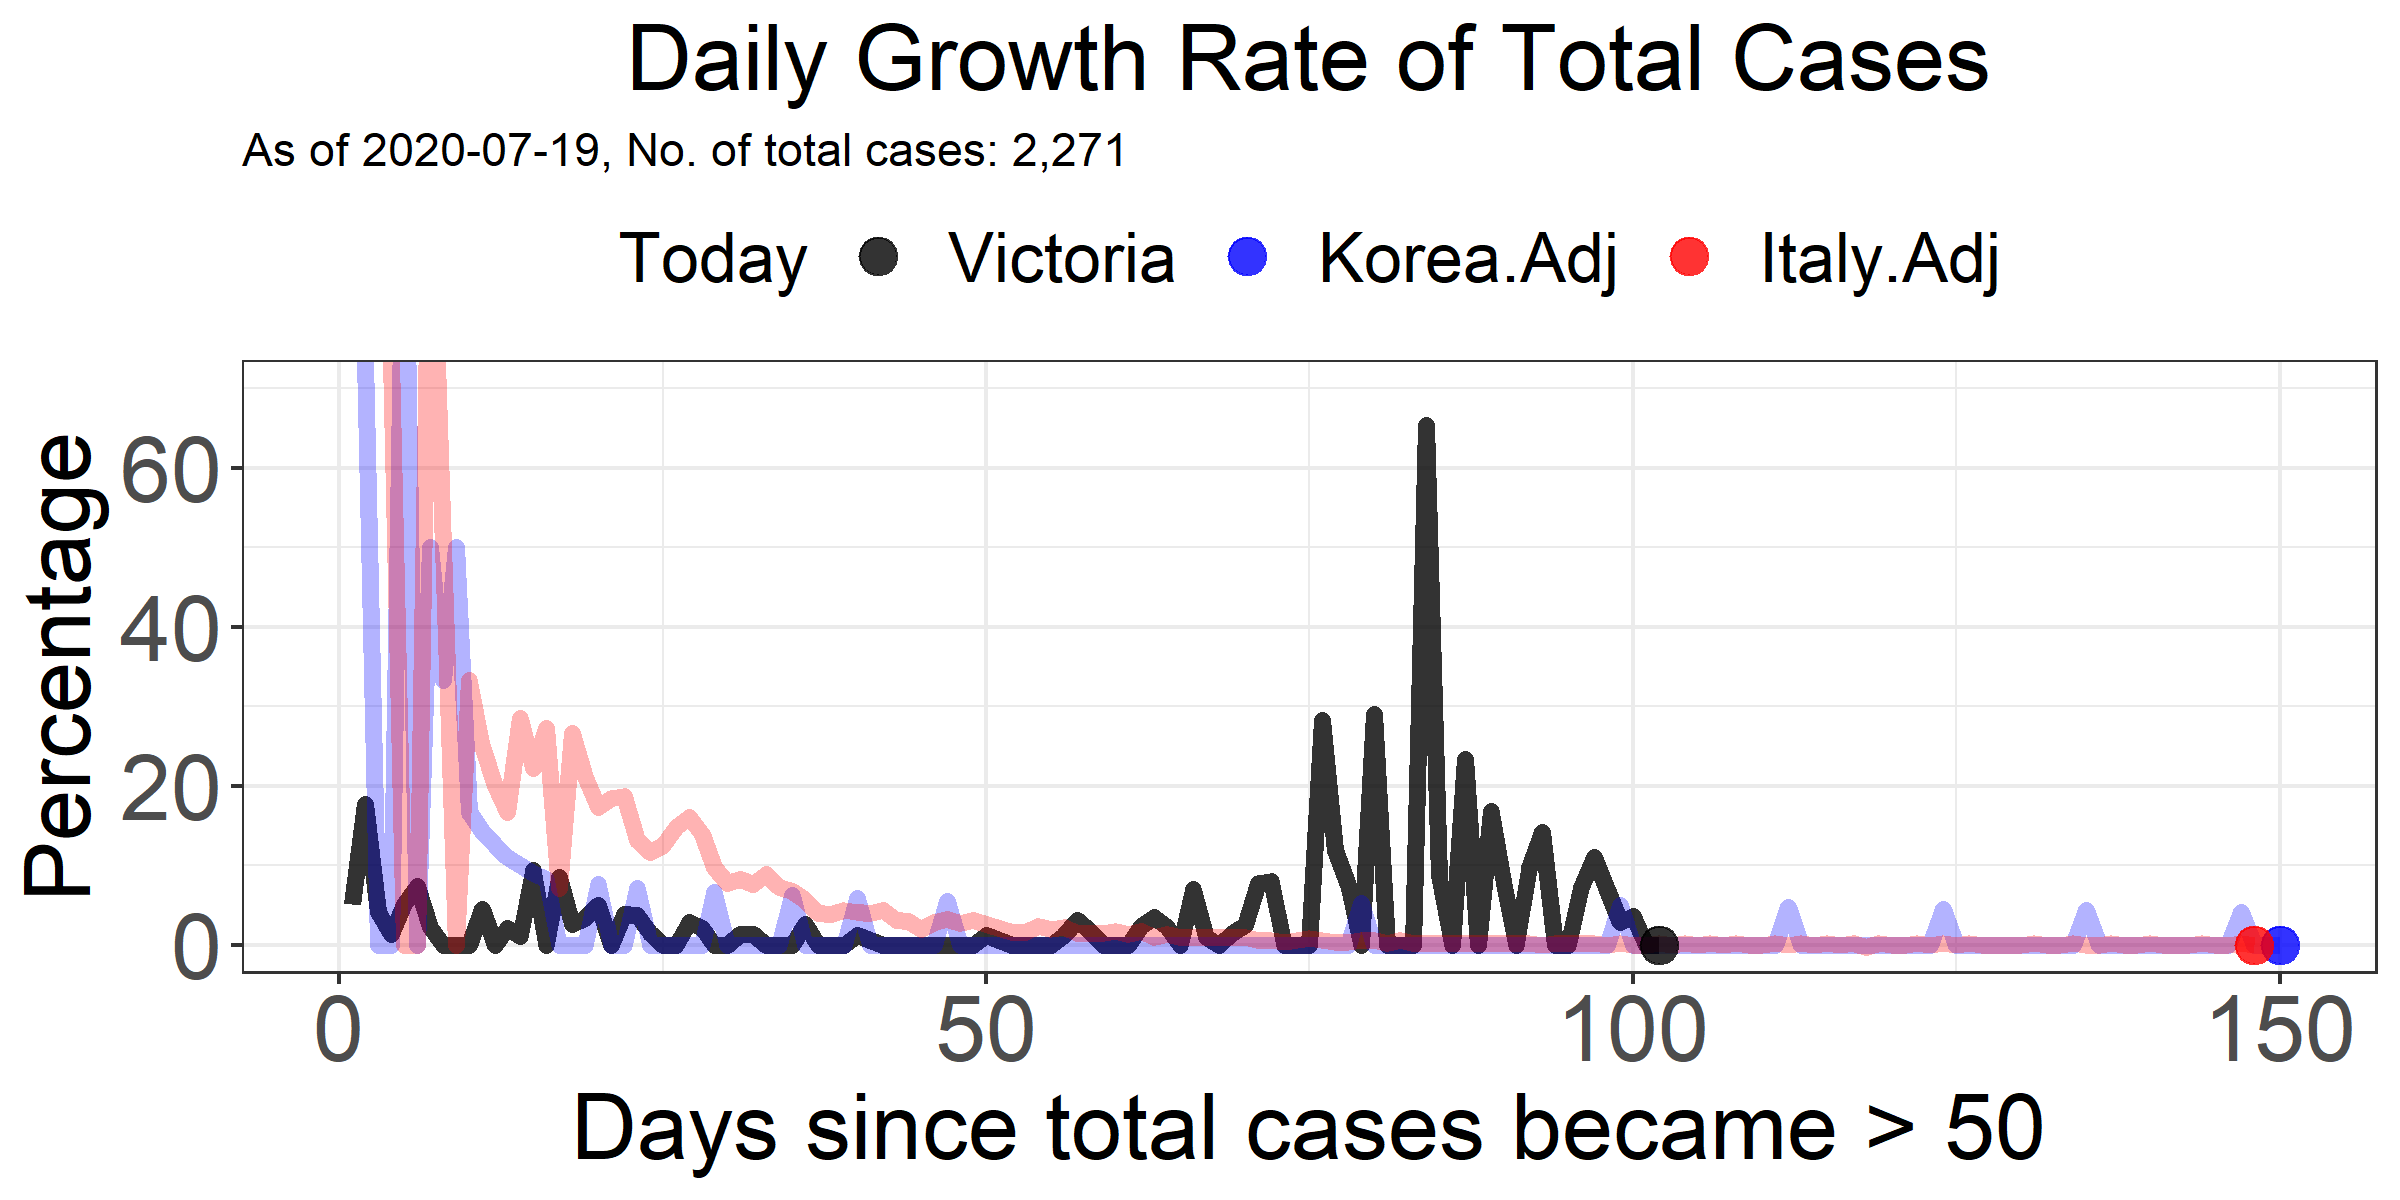 Daily Growth Rate of Total Cases
As of 2020-07-19, No. of total cases: 2,271
Today Victoria Korea.Adj Italy.Adj
Percentage
60
40
20
0
0 50 100 150
Days since total cases became > 50